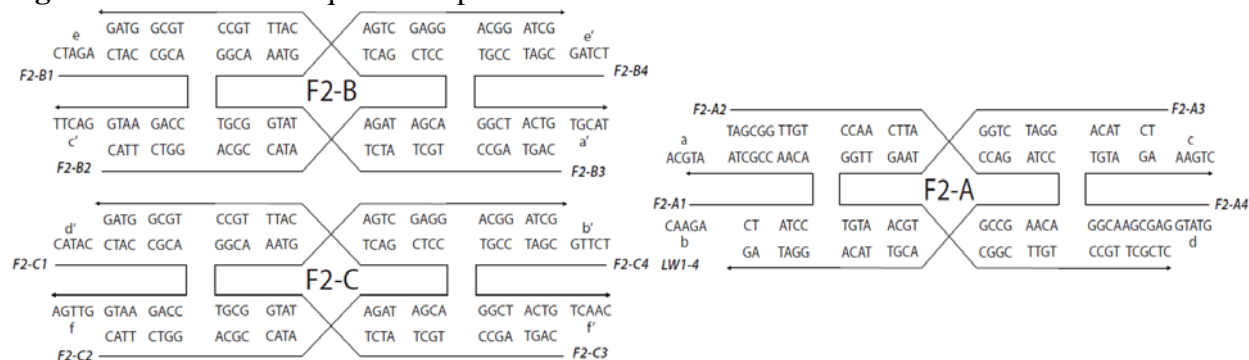 GATG GCGT CCGT TTAC AGTC GAGG ACGG ATCG
e e'
CTAGA CTAC CGCA GGCA AATG TCAG CTCC TGCC TAGC GATCT
F2-B1 F2-B4
F2-B
TTCAG GTAA GACC TGCG GTAT AGAT AGCA GGCT ACTG TGCAT
c' a'
CATT CTGG ACGC CATA TCTA TCGT CCGA TGAC
F2-B2 F2-B3
GATG GCGT CCGT TTAC AGTC GAGG ACGG ATCG
d' b'
CATAC CTAC CGCA GGCA AATG TCAG CTCC TGCC TAGC GTTCT
F2-C1 F2-C4
F2-C
AGTTG GTAA GACC TGCG GTAT AGAT AGCA GGCT ACTG TCAAC
f f'
CATT CTGG ACGC CATA TCTA TCGT CCGA TGAC
F2-C2 F2-C3
F2-A2 F2-A3
TAGCGG TTGT CCAA CTTA GGTC TAGG ACAT CT
a c
ACGTA ATCGCC AACA GGTT GAAT CCAG ATCC TGTA GA AAGTC
F2-A
F2-A1 F2-A4
CAAGA CT ATCC TGTA ACGT GCCG AACA GGCAAGCGAG GTATG
b d
GA TAGG ACAT TGCA CGGC TTGT CCGT TCGCTC
LW1-4